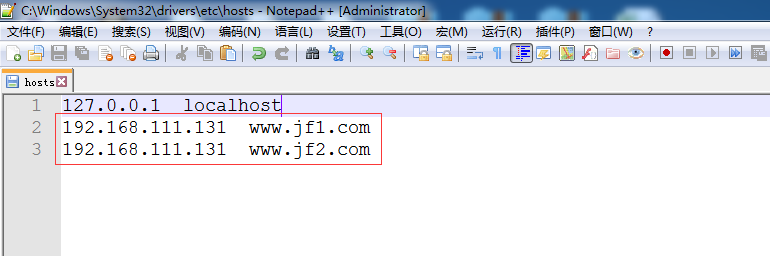 C:\Windows\System32\drivers\etc\hosts - Notepad++ [Administrator]
文件(F) 编辑(E) 搜索(S) 视图(V) 编码(N) 语言(L) 设置(T) 工具(O) 宏(M) 运行(R) 插件(P) 窗口(W) ?
hosts
1 127.0.0.1 localhost
2 192.168.111.131 www.jf1.com
3 192.168.111.131 www.jf2.com